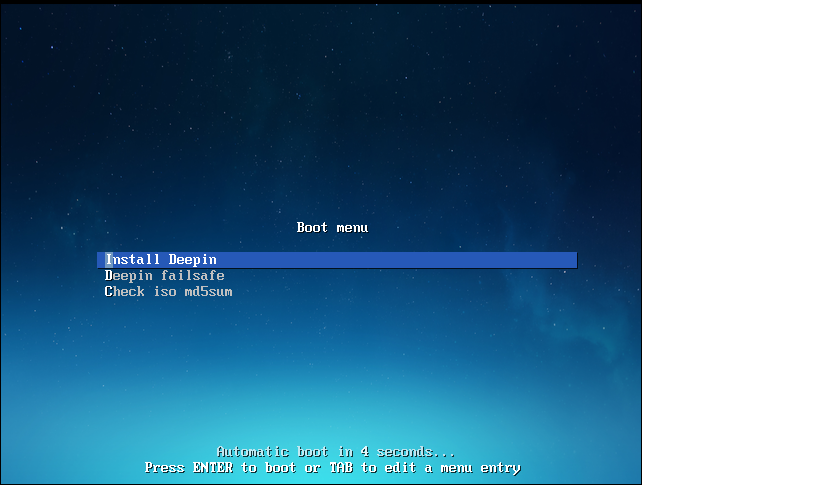 Boot menu
Install Deepin
Deepin failsafe
Check iso md5sum
Automatic boot in 4 seconds...
Press ENTER to boot or TAB to edit a menu entry